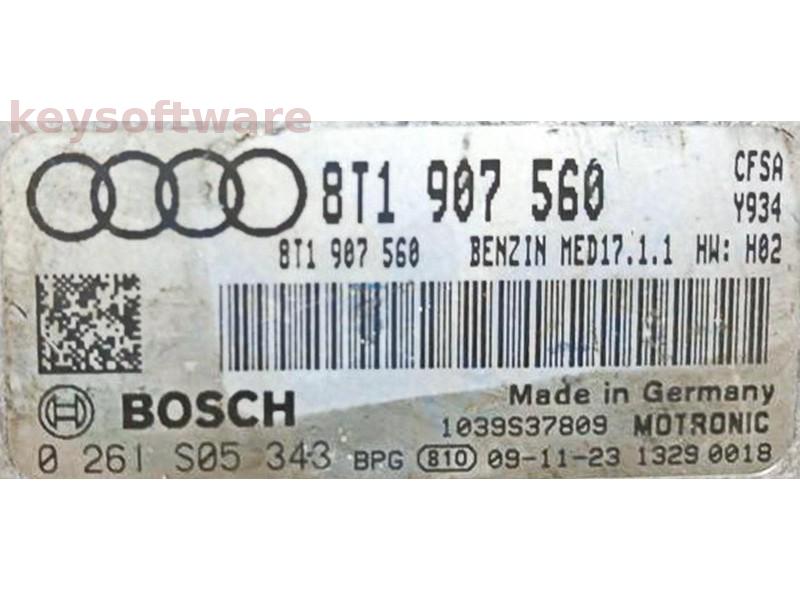 keysoftware
8T1 907 560 CFSA
Y934
8T1 907 560 BENZIN MED17.1.1 HW: H02
BOSCH Made in Germany
1039S37809 MOTRONIC
0 261 S05 343 BPG 810 09-11-23 1329 0018